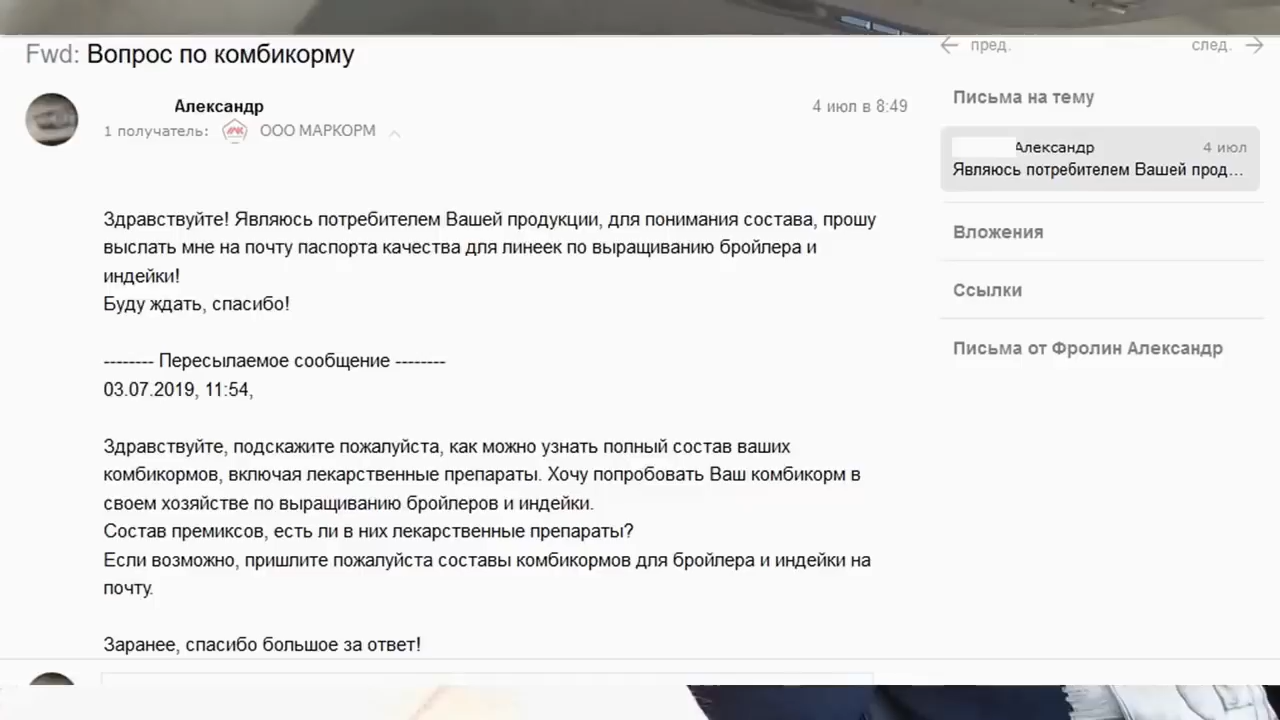 Fwd: Вопрос по комбикорму
← пред. след. →
Александр
4 июл в 8:49
1 получатель: ООО МАРКОРМ
Письма на тему
Александр 4 июл
Являюсь потребителем Вашей прод...
Вложения
Ссылки
Письма от Фролин Александр
Здравствуйте! Являюсь потребителем Вашей продукции, для понимания состава, прошу
выслать мне на почту паспорта качества для линеек по выращиванию бройлера и
индейки!
Буду ждать, спасибо!
-------- Пересылаемое сообщение --------
03.07.2019, 11:54,
Здравствуйте, подскажите пожалуйста, как можно узнать полный состав ваших
комбикормов, включая лекарственные препараты. Хочу попробовать Ваш комбикорм в
своем хозяйстве по выращиванию бройлеров и индейки.
Состав премиксов, есть ли в них лекарственные препараты?
Если возможно, пришлите пожалуйста составы комбикормов для бройлера и индейки на
почту.
Заранее, спасибо большое за ответ!